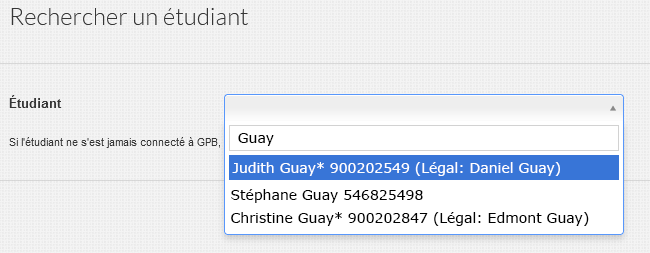 Rechercher un étudiant
Étudiant
Si l'étudiant ne s'est jamais connecté à GPB,
Guay
Judith Guay* 900202549 (Légal: Daniel Guay)
Stéphane Guay 546825498
Christine Guay* 900202847 (Légal: Edmont Guay)